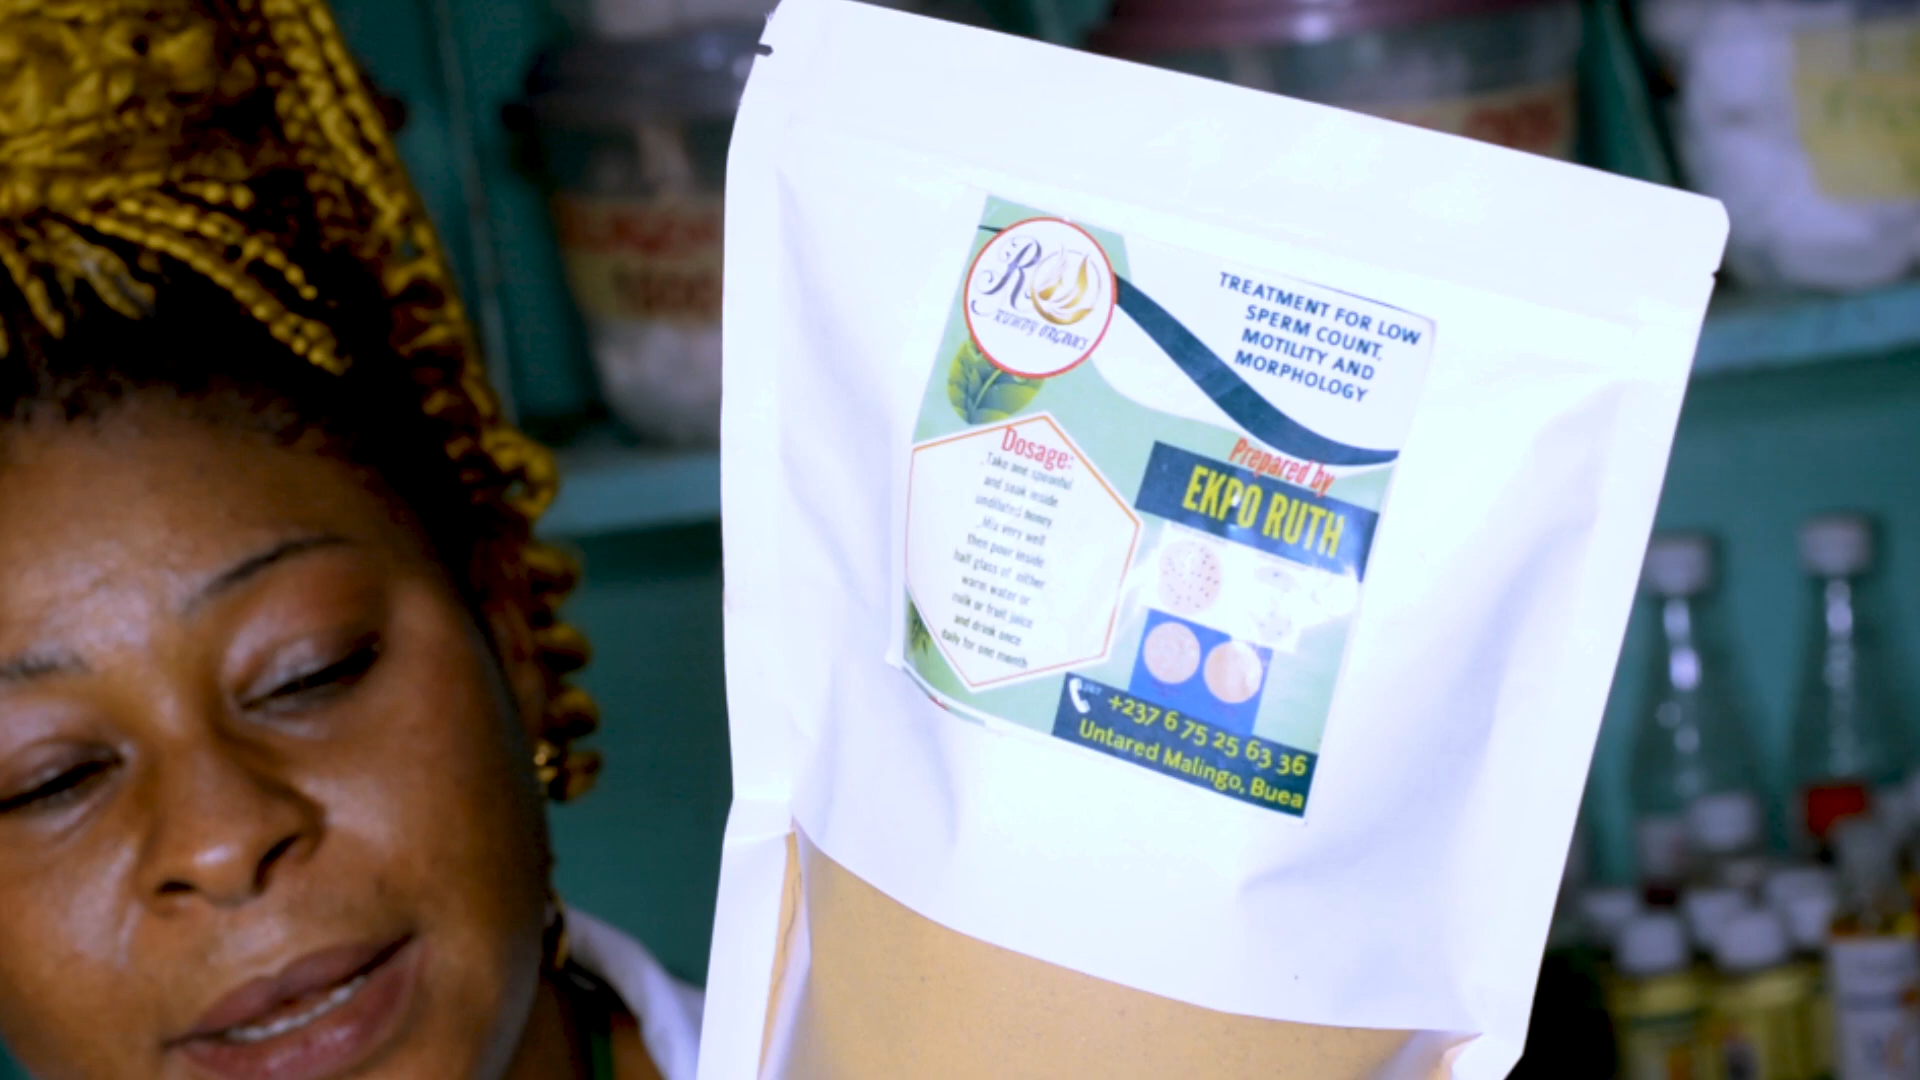 TREATMENT FOR LOW
SPERM COUNT,
MOTILITY AND
MORPHOLOGY
Dosage:
_Take one spoonful
and soak inside
undiluted honey
_Mix very well
then pour inside
half glass of either
warm water or
milk or fruit juice
and drink once
daily for one month
Prepared by
EKPO RUTH
+237 6 75 25 63 36
Untared Malingo, Buea